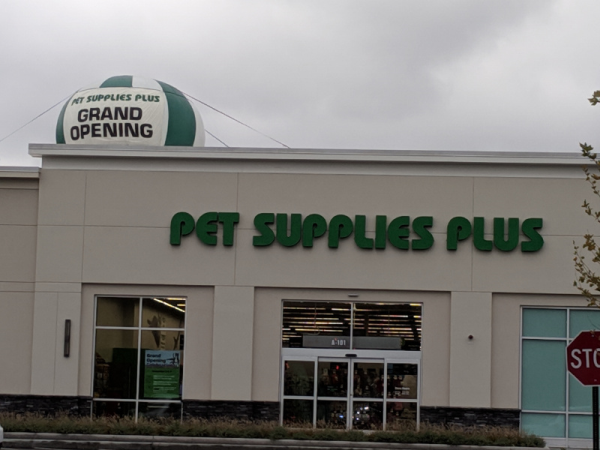 PET SUPPLIES PLUS
GRAND
OPENING
PET SUPPLIES PLUS
STO